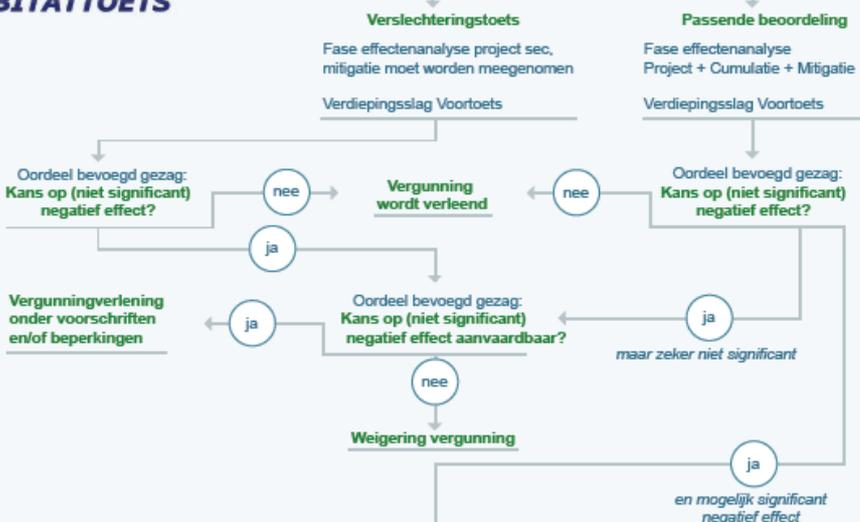 BITATTOETS
Verslechteringstoets
Fase effectenanalyse project sec,
mitigatie moet worden meegenomen
Verdiepingsslag Voortoets
Passende beoordeling
Fase effectenanalyse
Project + Cumulatie + Mitigatie
Verdiepingsslag Voortoets
Oordeel bevoegd gezag:
Kans op (niet significant)
negatief effect?
nee
Vergunning
wordt verleend
nee
Oordeel bevoegd gezag:
Kans op (niet significant)
negatief effect?
ja
Vergunningverlening
onder voorschriften
en/of beperkingen
ja
Oordeel bevoegd gezag:
Kans op (niet significant)
negatief effect aanvaardbaar?
ja
maar zeker niet significant
nee
Weigering vergunning
ja
en mogelijk significant
negatief effect